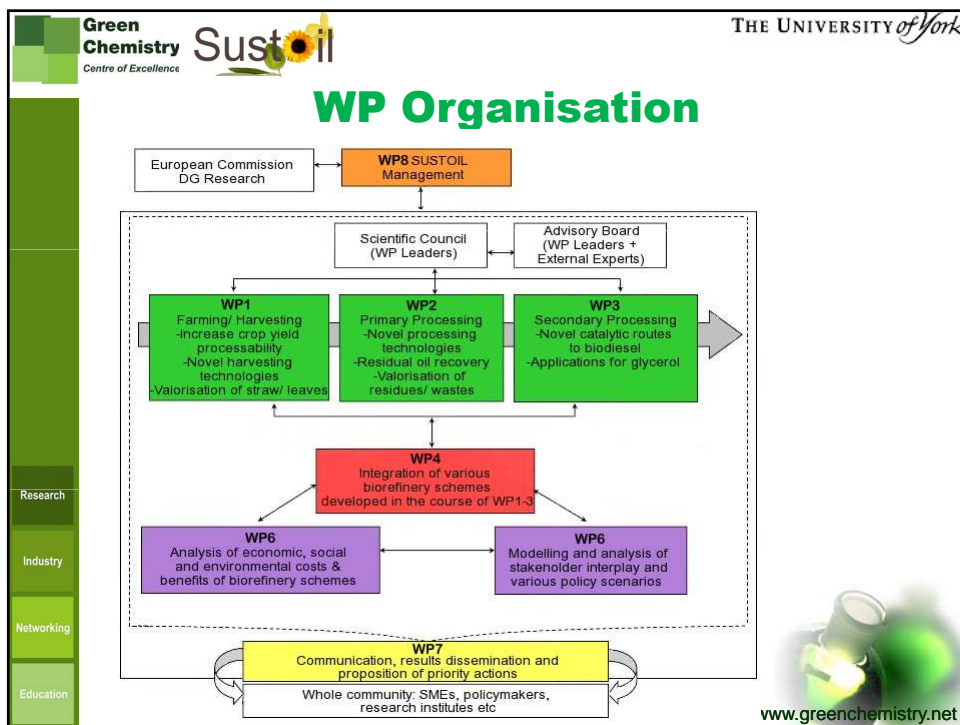 Green
Chemistry
Centre of Excellence
Sustoil
THE UNIVERSITY of York
WP Organisation
European Commission
DG Research
WP8 SUSTOIL
Management
Scientific Council
(WP Leaders)
Advisory Board
(WP Leaders +
External Experts)
WP1
Farming/ Harvesting
-Increase crop yield
processability
-Novel harvesting
technologies
-Valorisation of straw/ leaves
WP2
Primary Processing
-Novel processing
technologies
-Residual oil recovery
-Valorisation of
residues/ wastes
WP3
Secondary Processing
-Novel catalytic routes
to biodiesel
-Applications for glycerol
WP4
Integration of various
biorefinery schemes
developed in the course of WP1-3
WP6
Analysis of economic, social
and environmental costs &
benefits of biorefinery schemes
WP6
Modelling and analysis of
stakeholder interplay and
various policy scenarios
WP7
Communication, results dissemination and
proposition of priority actions
Whole community: SMEs, policymakers,
research institutes etc
Research
Industry
Networking
Education
www.greenchemistry.net